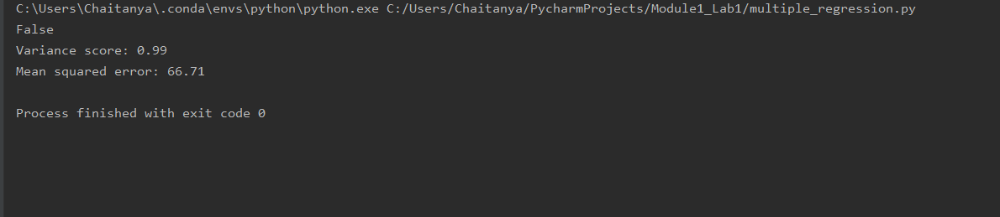 C:\Users\Chaitanya\.conda\envs\python\python.exe C:/Users/Chaitanya/PycharmProjects/Module1_Lab1/multiple_regression.py
False
Variance score: 0.99
Mean squared error: 66.71
Process finished with exit code 0